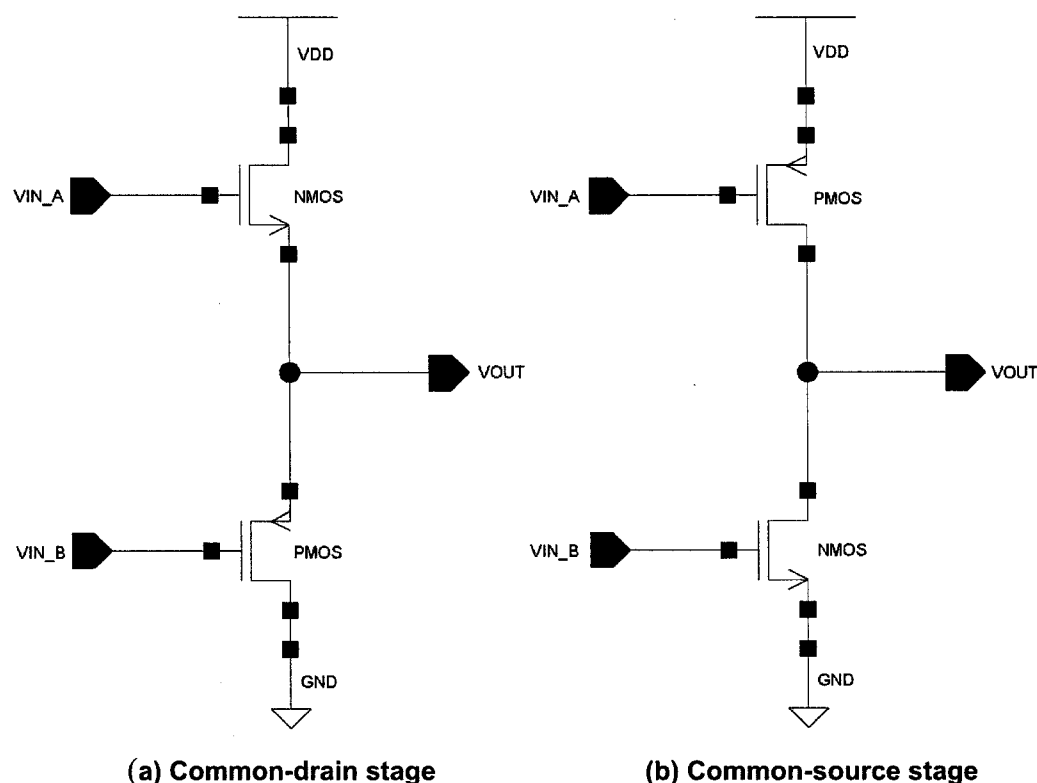 VDD
VIN_A
NMOS
VOUT
VIN_B
PMOS
GND
(a) Common-drain stage
VDD
VIN_A
PMOS
VOUT
VIN_B
NMOS
GND
(b) Common-source stage